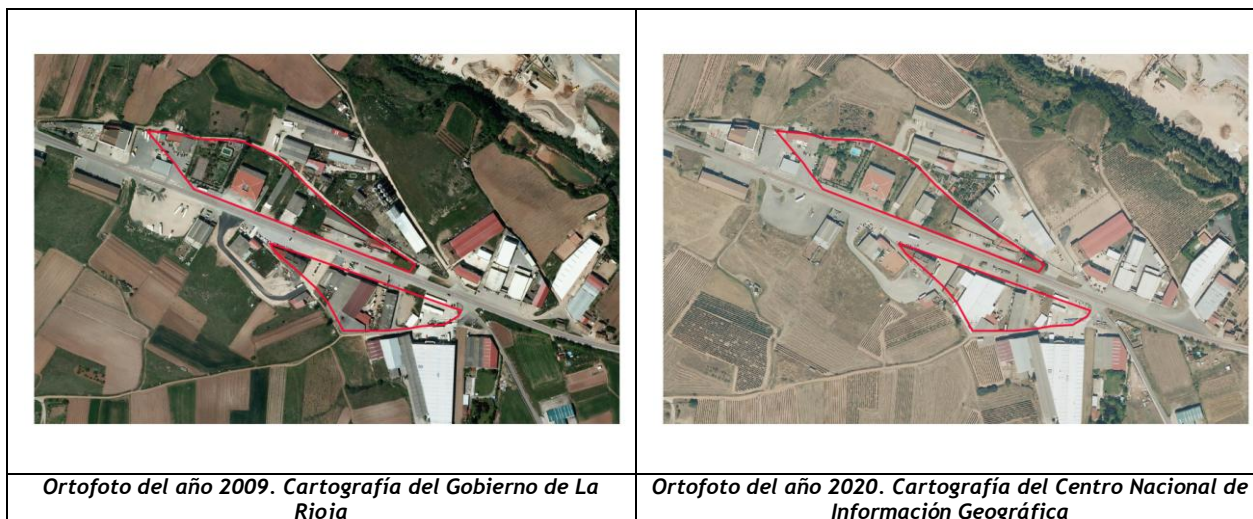 Ortofoto del año 2009. Cartografía del Gobierno de La
Rioja
Ortofoto del año 2020. Cartografía del Centro Nacional de
Información Geográfica